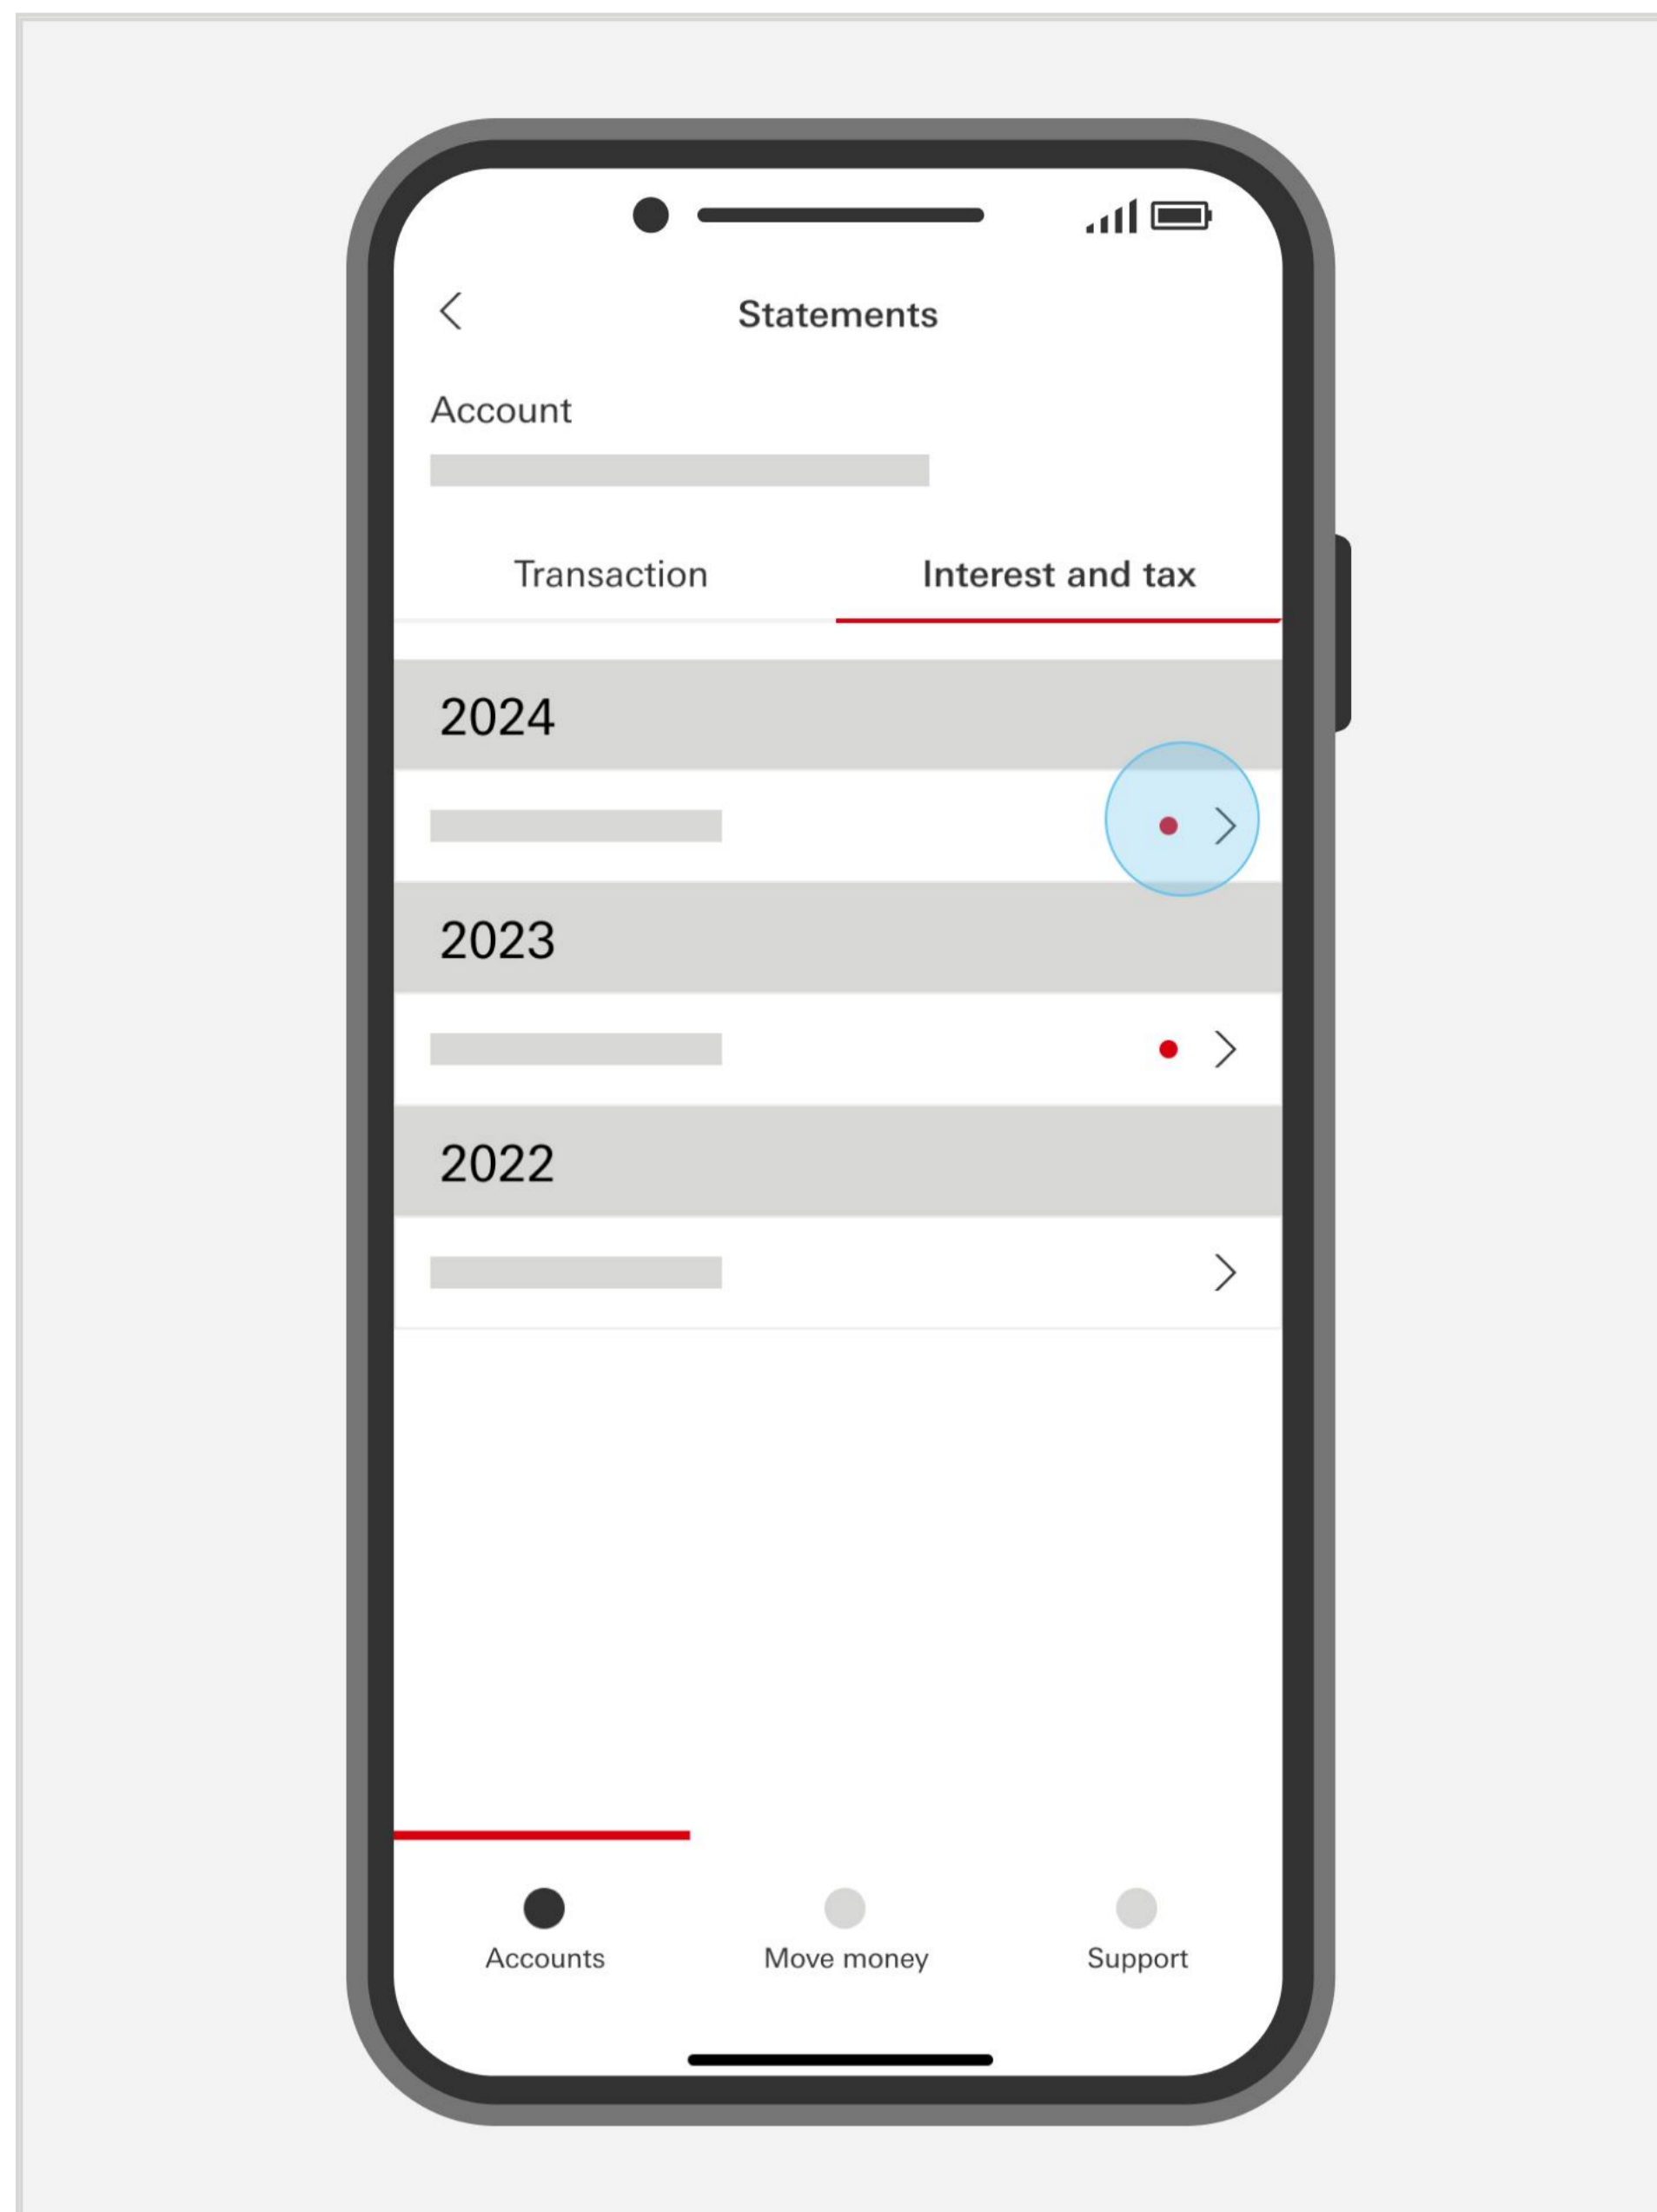 Statements
Account
Transaction Interest and tax
2024
2023
2022
Accounts Move money Support